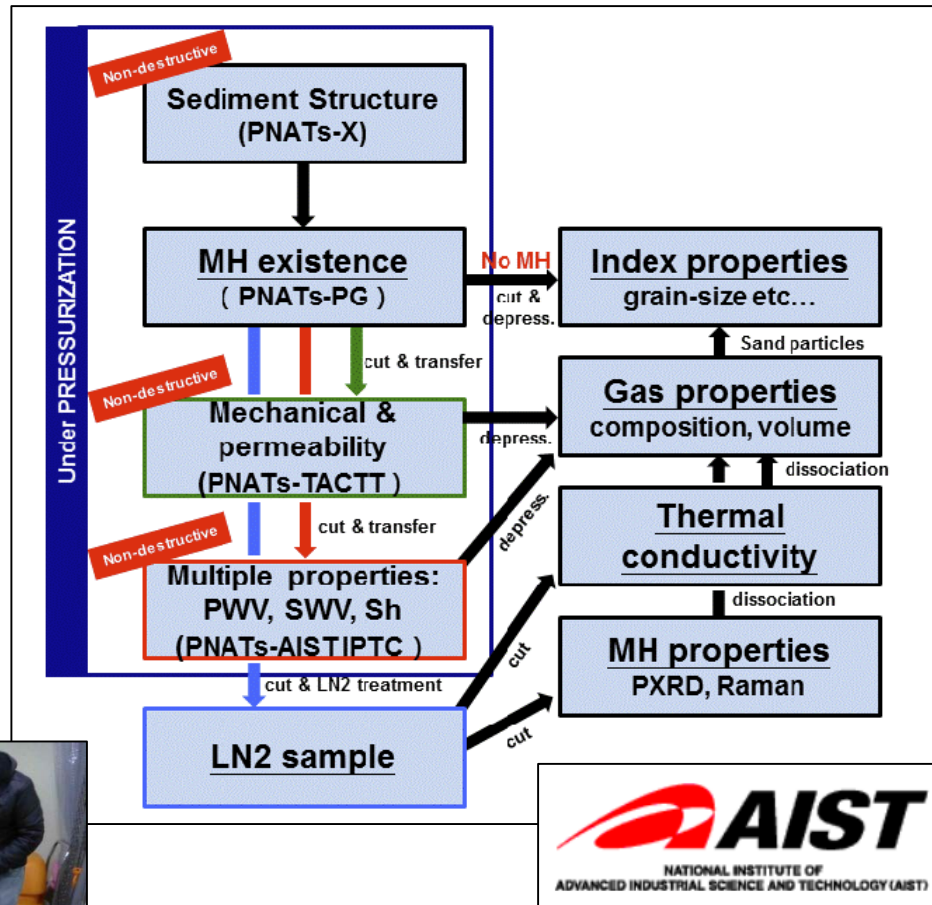 Under PRESSURIZATION
Non-destructive
Sediment Structure
(PNATs-X)
MH existence
( PNATs-PG )
No MH
cut &
depress.
Index properties
grain-size etc...
Sand particles
cut & transfer
Non-destructive
Mechanical &
permeability
(PNATs-TACTT )
depress.
Gas properties
composition, volume
dissociation
cut & transfer
depress.
Non-destructive
Multiple properties:
PWV, SWV, Sh
(PNATs-AIST IPTC )
Thermal
conductivity
dissociation
cut
cut & LN2 treatment
MH properties
PXRD, Raman
cut
LN2 sample
AIST
NATIONAL INSTITUTE OF
ADVANCED INDUSTRIAL SCIENCE AND TECHNOLOGY (AIST)